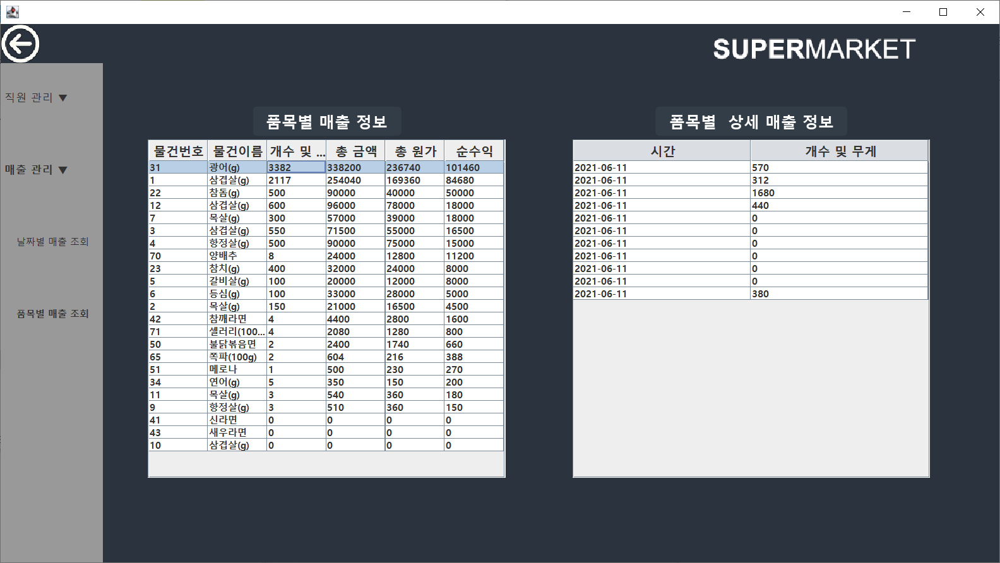 SUPERMARKET
직원 관리 ▼
매출 관리 ▼
날짜별 매출 조회
품목별 매출 조회
품목별 매출 정보
물건번호 물건이름 개수 및 ... 총 금액 총 원가 순수익
31 광어(g) 3382 338200 236740 101460
1 삼겹살(g) 2117 254040 169360 84680
22 참돔(g) 500 90000 40000 50000
12 삼겹살(g) 600 96000 78000 18000
7 목살(g) 300 57000 39000 18000
3 삼겹살(g) 550 71500 55000 16500
4 항정살(g) 500 90000 75000 15000
70 양배추 8 24000 12800 11200
23 참치(g) 400 32000 24000 8000
5 갈비살(g) 100 20000 12000 8000
6 등심(g) 100 33000 28000 5000
2 목살(g) 150 21000 16500 4500
42 참깨라면 4 4400 2800 1600
71 셀러리(100... 4 2080 1280 800
50 불닭볶음면 2 2400 1740 660
65 쪽파(100g) 2 604 216 388
51 메로나 1 500 230 270
34 연어(g) 5 350 150 200
11 목살(g) 3 540 360 180
9 항정살(g) 3 510 360 150
41 신라면 0 0 0 0
43 새우라면 0 0 0 0
10 삼겹살(g) 0 0 0 0
폼목별 상세 매출 정보
시간 개수 및 무게
2021-06-11 570
2021-06-11 312
2021-06-11 1680
2021-06-11 440
2021-06-11 0
2021-06-11 0
2021-06-11 0
2021-06-11 0
2021-06-11 0
2021-06-11 0
2021-06-11 380